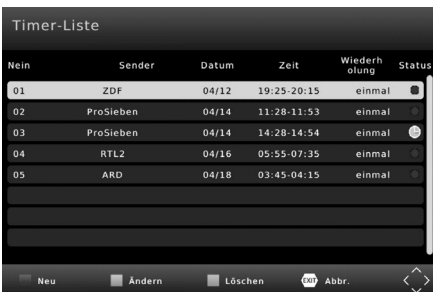 Timer-Liste
Nein Sender Datum Zeit Wiederh olung Status
01 ZDF 04/12 19:25-20:15 einmal
02 ProSieben 04/14 11:28-11:53 einmal
03 ProSieben 04/14 14:28-14:54 einmal
04 RTL2 04/16 05:55-07:35 einmal
05 ARD 04/18 03:45-04:15 einmal
Neu Ändern Löschen EXIT Abbr.